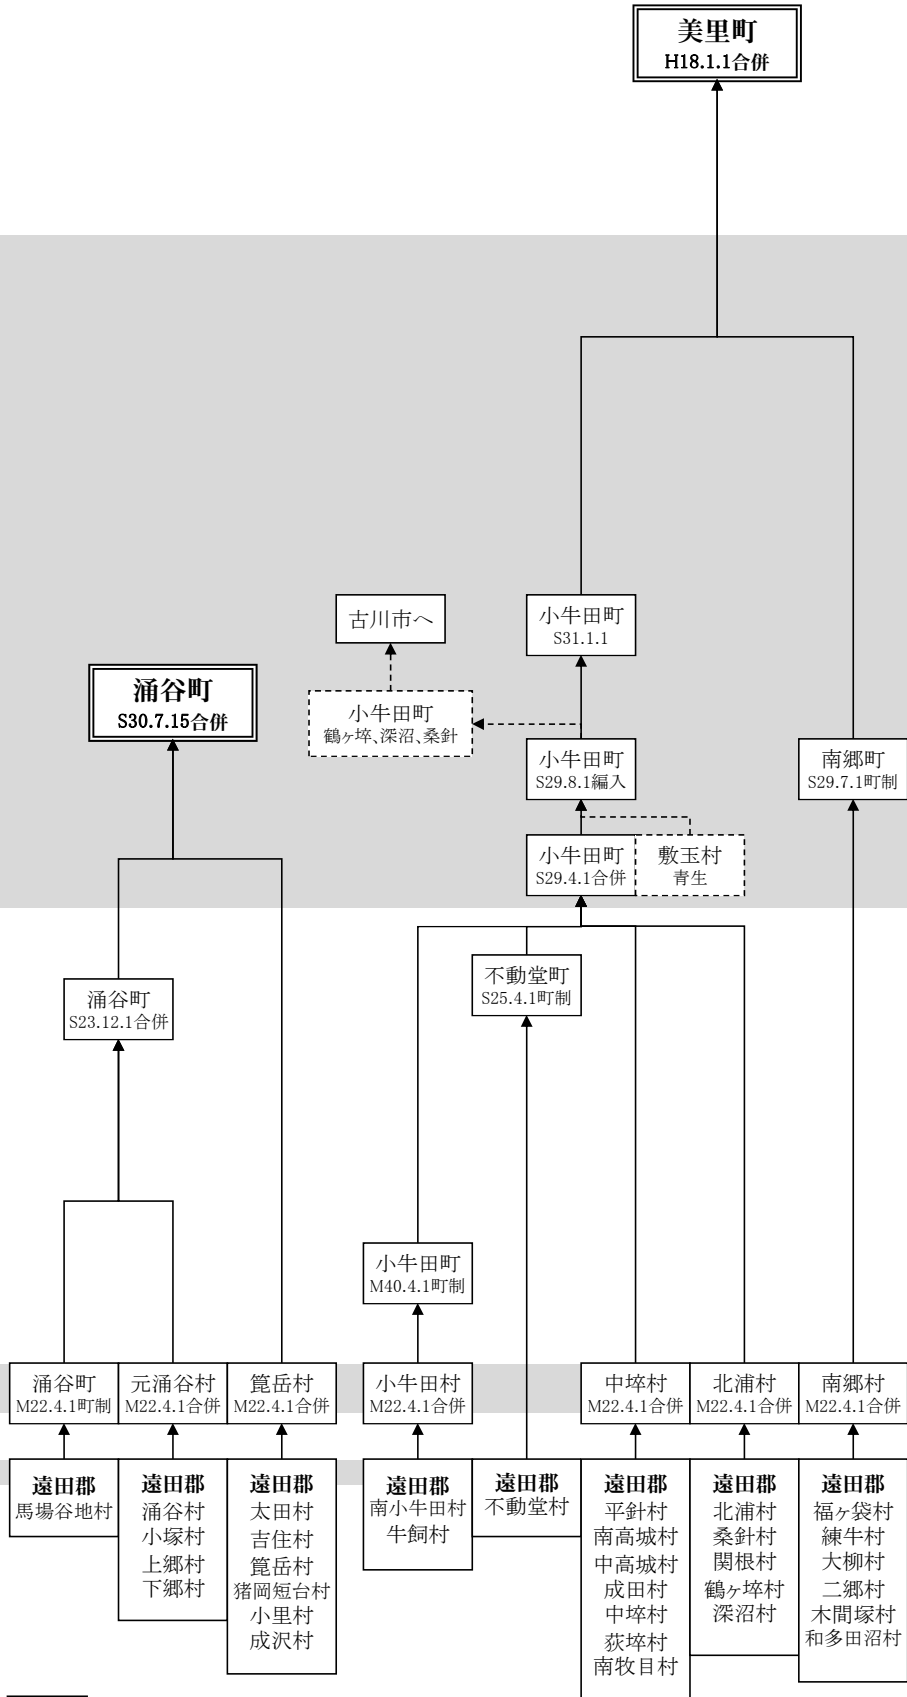 美里町
H18.1.1合併
古川市へ
小牛田町
S31.1.1
涌谷町
S30.7.15合併
小牛田町
鶴ヶ埣、深沼、桑針
小牛田町
S29.8.1編入
南郷町
S29.7.1町制
小牛田町
S29.4.1合併
敷玉村
青生
涌谷町
S23.12.1合併
不動堂町
S25.4.1町制
小牛田町
M40.4.1町制
涌谷町
M22.4.1町制
元涌谷村
M22.4.1合併
箟岳村
M22.4.1合併
小牛田村
M22.4.1合併
中埣村
M22.4.1合併
北浦村
M22.4.1合併
南郷村
M22.4.1合併
遠田郡
馬場谷地村
遠田郡
涌谷村
小塚村
上郷村
下郷村
遠田郡
太田村
吉住村
箟岳村
猪岡短台村
小里村
成沢村
遠田郡
南小牛田村
牛飼村
遠田郡
不動堂村
遠田郡
平針村
南高城村
中高城村
成田村
中埣村
荻埣村
南牧目村
遠田郡
北浦村
桑針村
関根村
鶴ヶ埣村
深沼村
遠田郡
福ヶ袋村
練牛村
大柳村
二郷村
木間塚村
和多田沼村